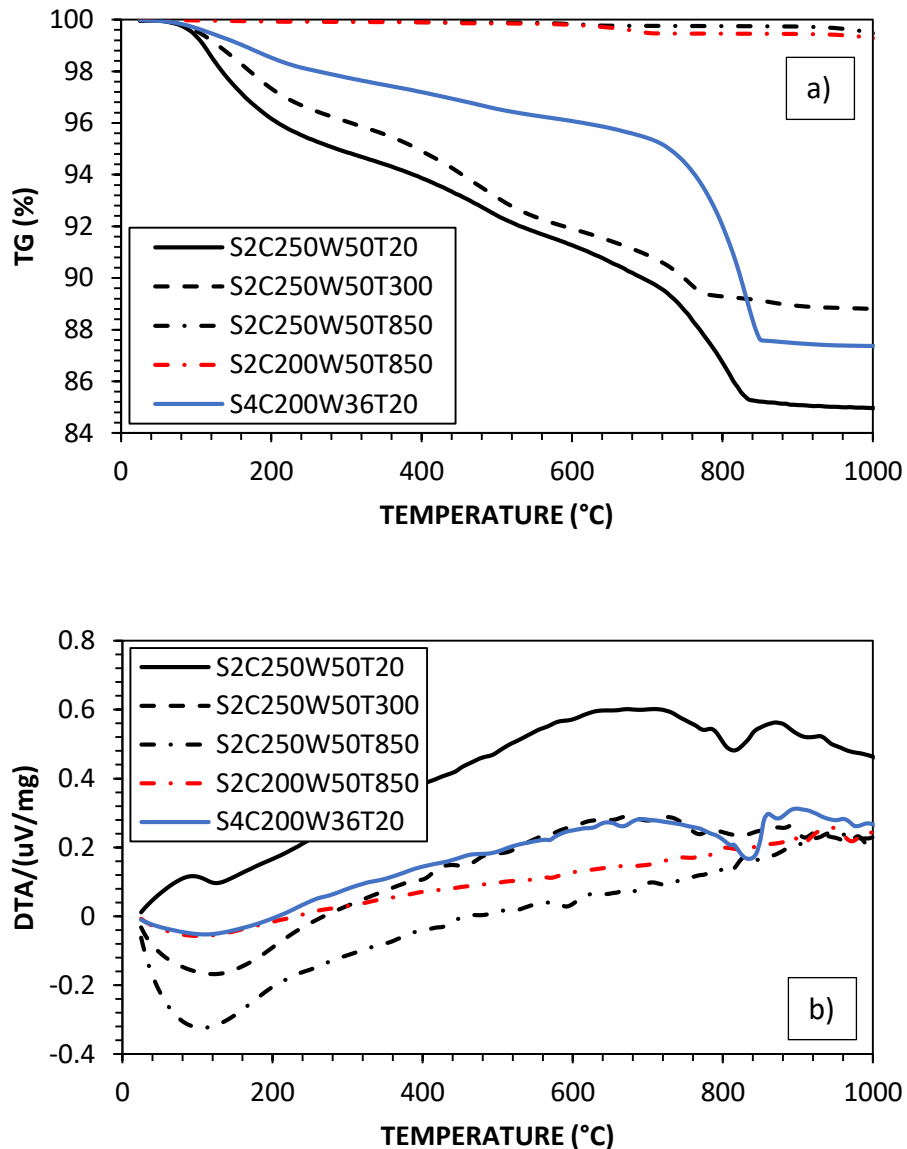 100
98
96
94
92
90
88
86
84
TG (%)
a)
S2C250W50T20
S2C250W50T300
S2C250W50T850
S2C200W50T850
S4C200W36T20
0 200 400 600 800 1000
TEMPERATURE (°C)
0.8
0.6
0.4
0.2
0
-0.2
-0.4
DTA/(uV/mg)
S2C250W50T20
S2C250W50T300
S2C250W50T850
S2C200W50T850
S4C200W36T20
b)
0 200 400 600 800 1000
TEMPERATURE (°C)